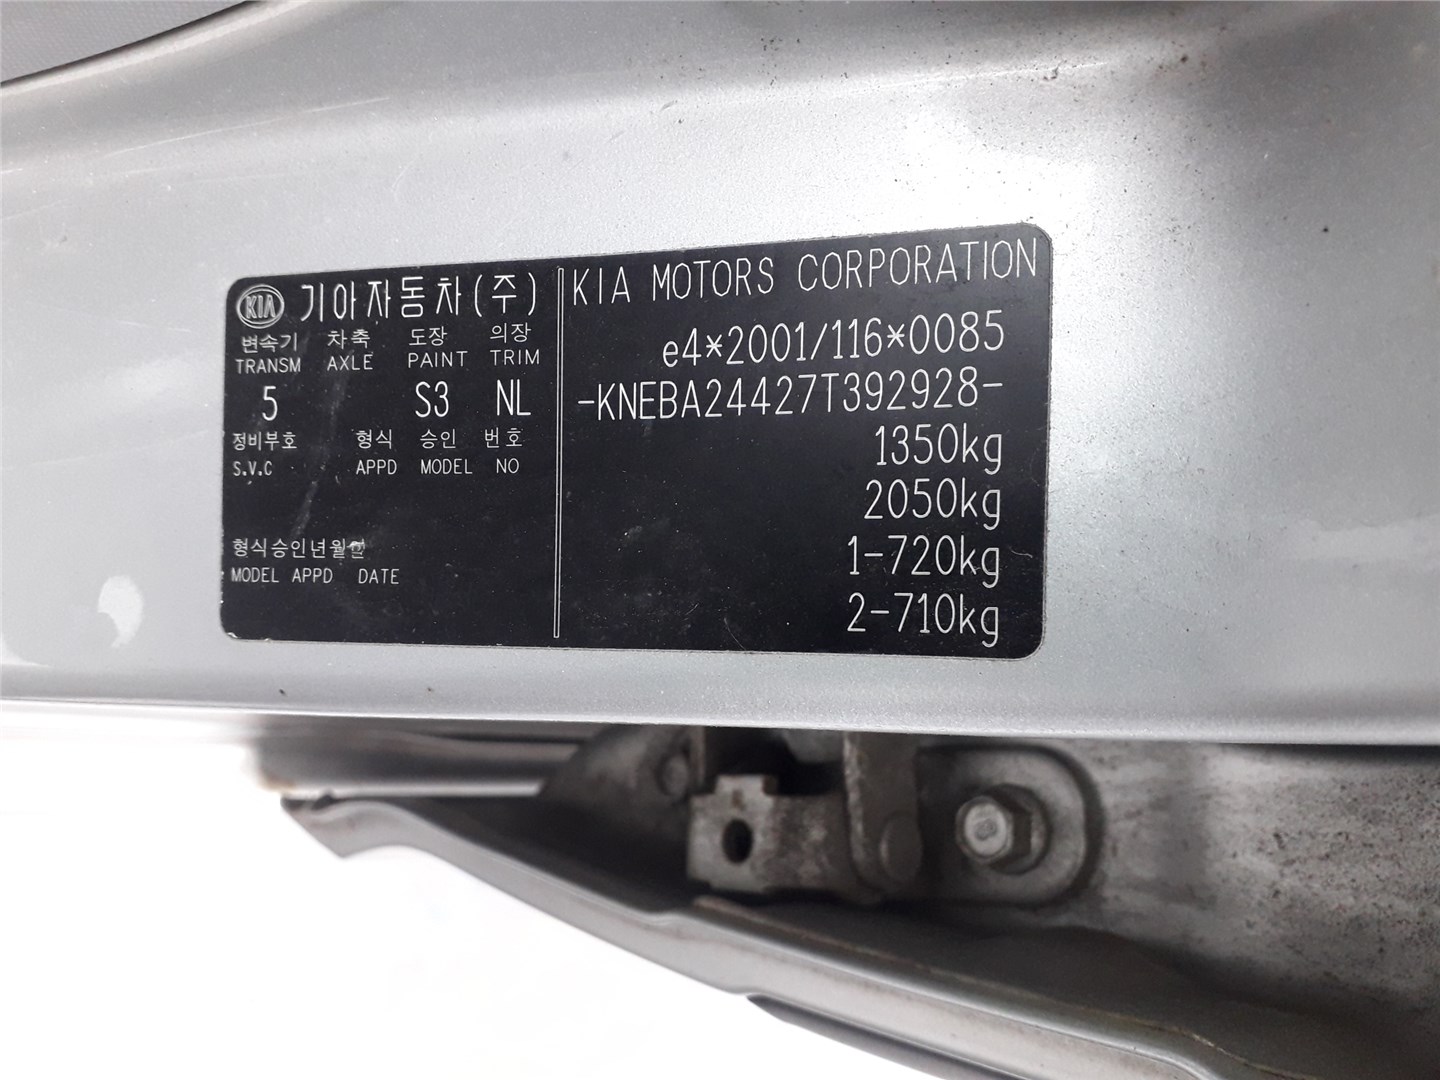 KIA 기아자동차(주)
변속기 차축 도장 의장
TRANSM AXLE PAINT TRIM
5 S3 NL
정비부호 형식 승인 번호
S.V.C APPD MODEL NO
형식승인년월일
MODEL APPD DATE
KIA MOTORS CORPORATION
e4*2001/116*0085
-KNEBA24427T392928-
1350kg
2050kg
1-720kg
2-710kg